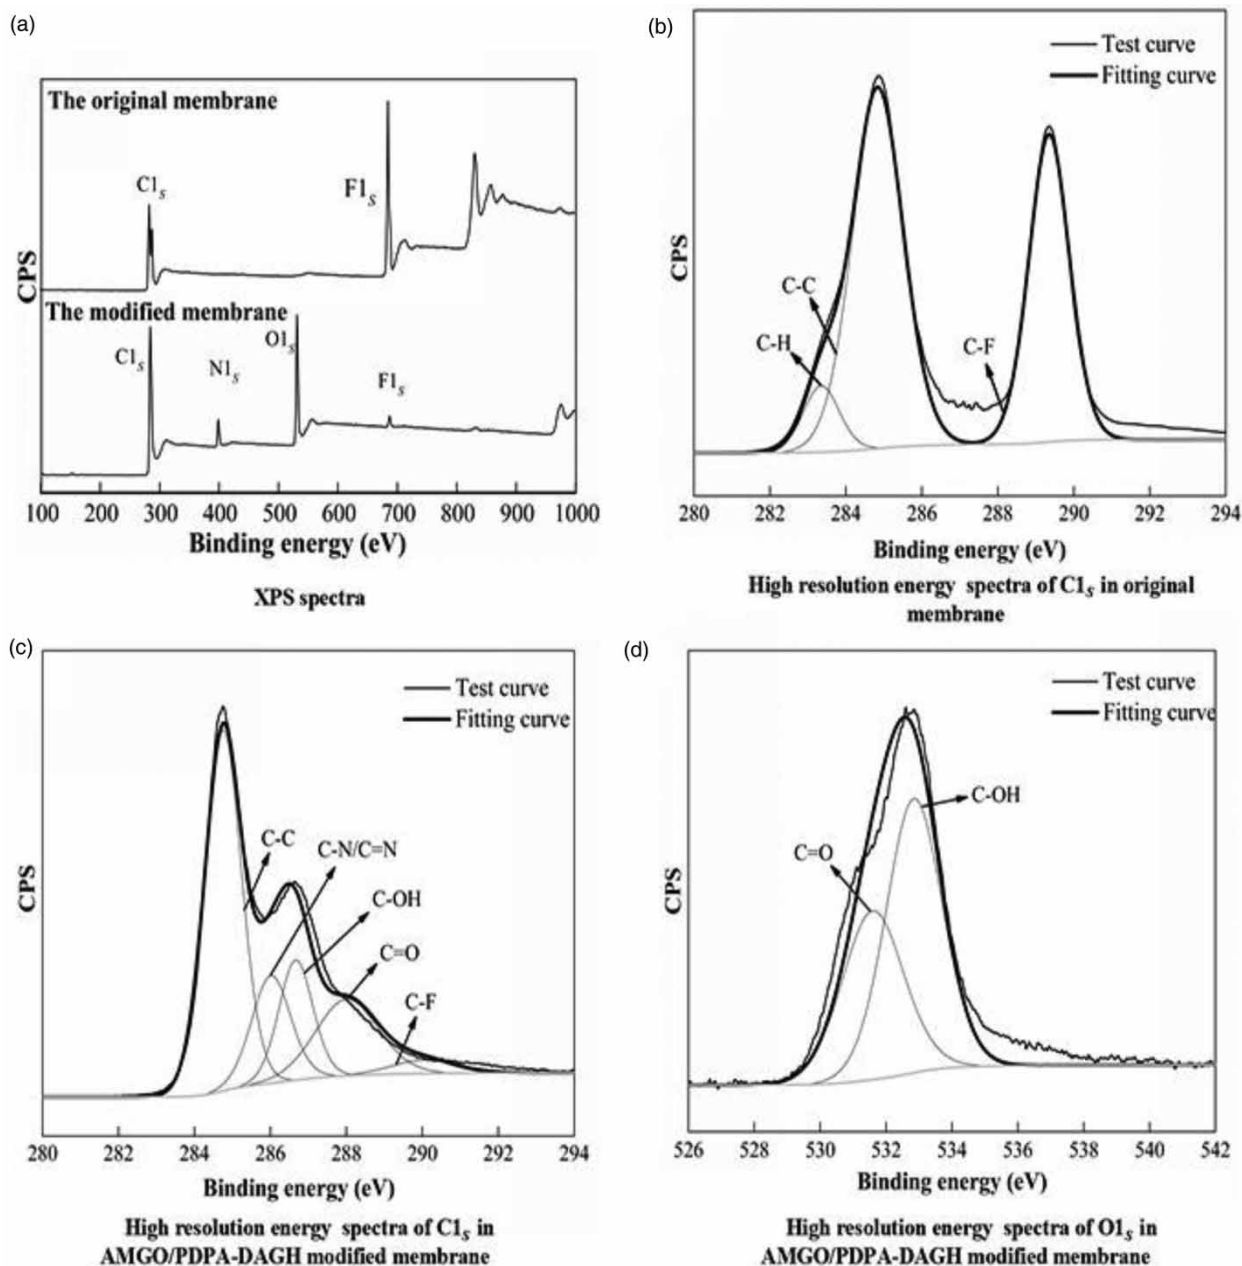 (a)
The original membrane
C1s
F1s
The modified membrane
C1s
N1s
O1s
F1s
CPS
100 200 300 400 500 600 700 800 900 1000
Binding energy (eV)
XPS spectra
(b)
Test curve
Fitting curve
C-C
C-H
C-F
CPS
280 282 284 286 288 290 292 294
Binding energy (eV)
High resolution energy spectra of C1s in original
membrane
(c)
Test curve
Fitting curve
C-C
C-N/C=N
C-OH
C=O
C-F
CPS
280 282 284 286 288 290 292 294
Binding energy (eV)
High resolution energy spectra of C1s in
AMGO/PDPA-DAGH modified membrane
(d)
Test curve
Fitting curve
C-OH
C=O
CPS
526 528 530 532 534 536 538 540 542
Binding energy (eV)
High resolution energy spectra of O1s in
AMGO/PDPA-DAGH modified membrane